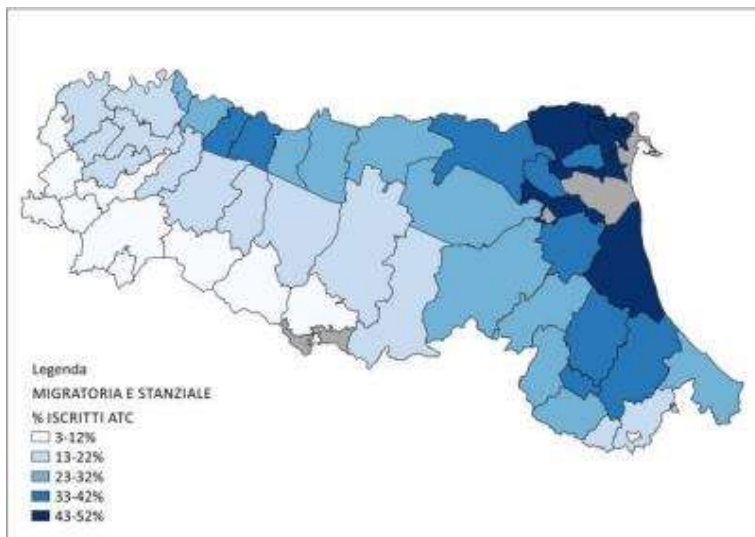 Legenda
MIGRATORIA E STANZIALE
% ISCRITTI ATC
3-12%
13-22%
23-32%
33-42%
43-52%